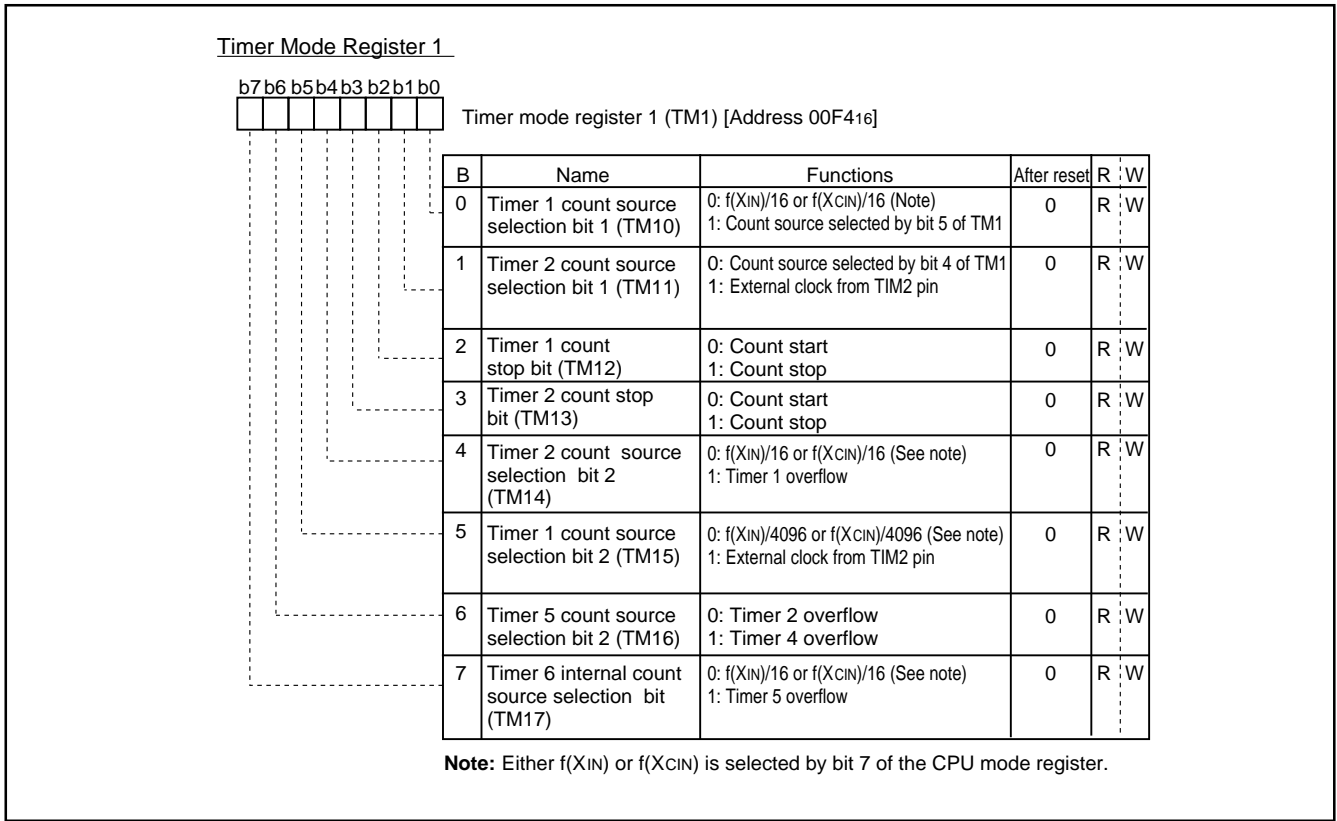 Timer Mode Register 1
b7 b6 b5 b4 b3 b2 b1 b0
Timer mode register 1 (TM1) [Address 00F416]
B Name Functions After reset R W
0 Timer 1 count source selection bit 1 (TM10) 0: f(XIN)/16 or f(XCIN)/16 (Note) 1: Count source selected by bit 5 of TM1 0 R W
1 Timer 2 count source selection bit 1 (TM11) 0: Count source selected by bit 4 of TM1 1: External clock from TIM2 pin 0 R W
2 Timer 1 count stop bit (TM12) 0: Count start 1: Count stop 0 R W
3 Timer 2 count stop bit (TM13) 0: Count start 1: Count stop 0 R W
4 Timer 2 count source selection bit 2 (TM14) 0: f(XIN)/16 or f(XCIN)/16 (See note) 1: Timer 1 overflow 0 R W
5 Timer 1 count source selection bit 2 (TM15) 0: f(XIN)/4096 or f(XCIN)/4096 (See note) 1: External clock from TIM2 pin 0 R W
6 Timer 5 count source selection bit 2 (TM16) 0: Timer 2 overflow 1: Timer 4 overflow 0 R W
7 Timer 6 internal count source selection bit (TM17) 0: f(XIN)/16 or f(XCIN)/16 (See note) 1: Timer 5 overflow 0 R W
Note: Either f(XIN) or f(XCIN) is selected by bit 7 of the CPU mode register.